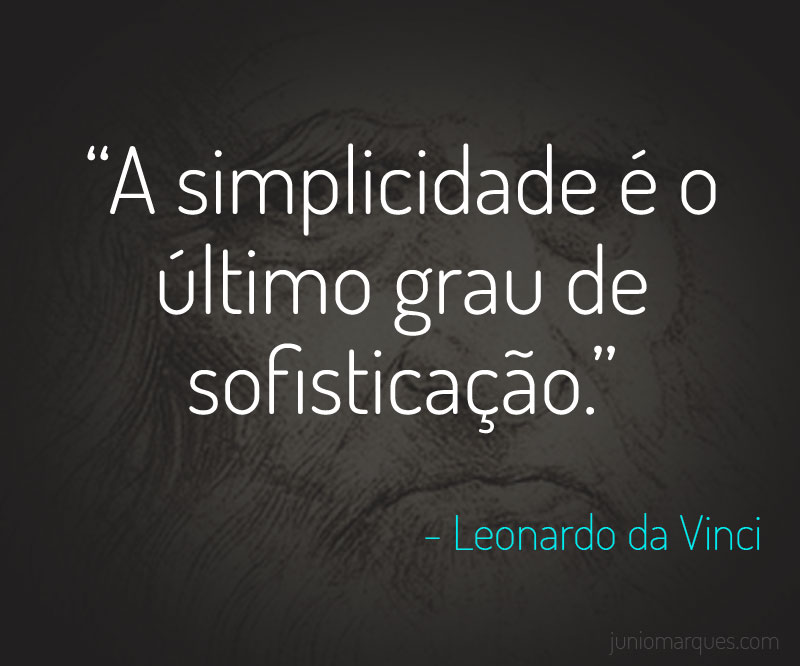 “A simplicidade é o
último grau de
sofisticação.”
- Leonardo da Vinci
juniomarques.com